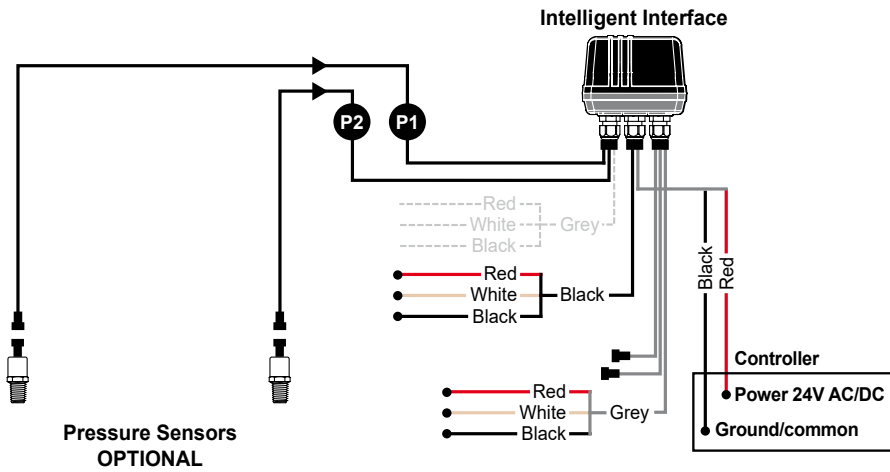 Intelligent Interface
P2
P1
Red
White
Grey
Black
Red
White
Black
Black
Black
Red
Controller
Power 24V AC/DC
Ground/common
Red
White
Grey
Black
Pressure Sensors
OPTIONAL